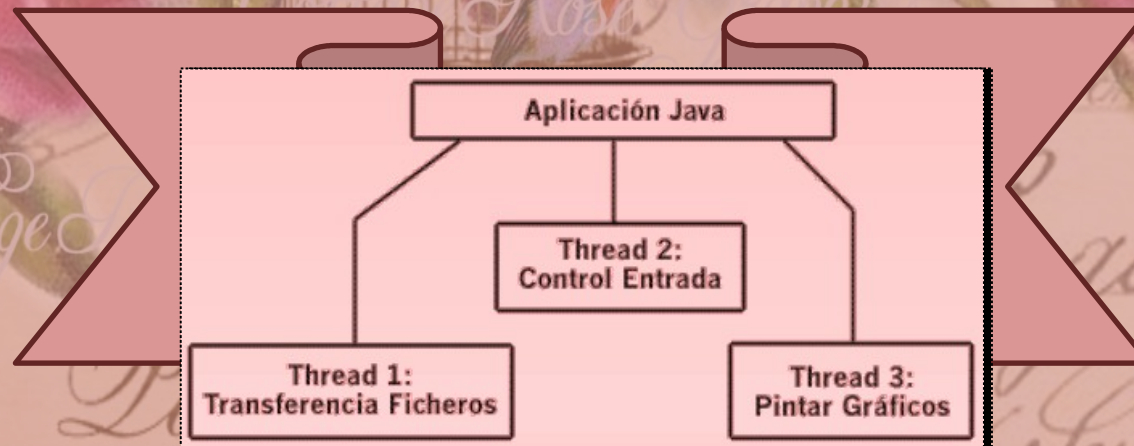 Aplicación Java
Thread 2:
Control Entrada
Thread 1:
Transferencia Ficheros
Thread 3:
Pintar Gráficos